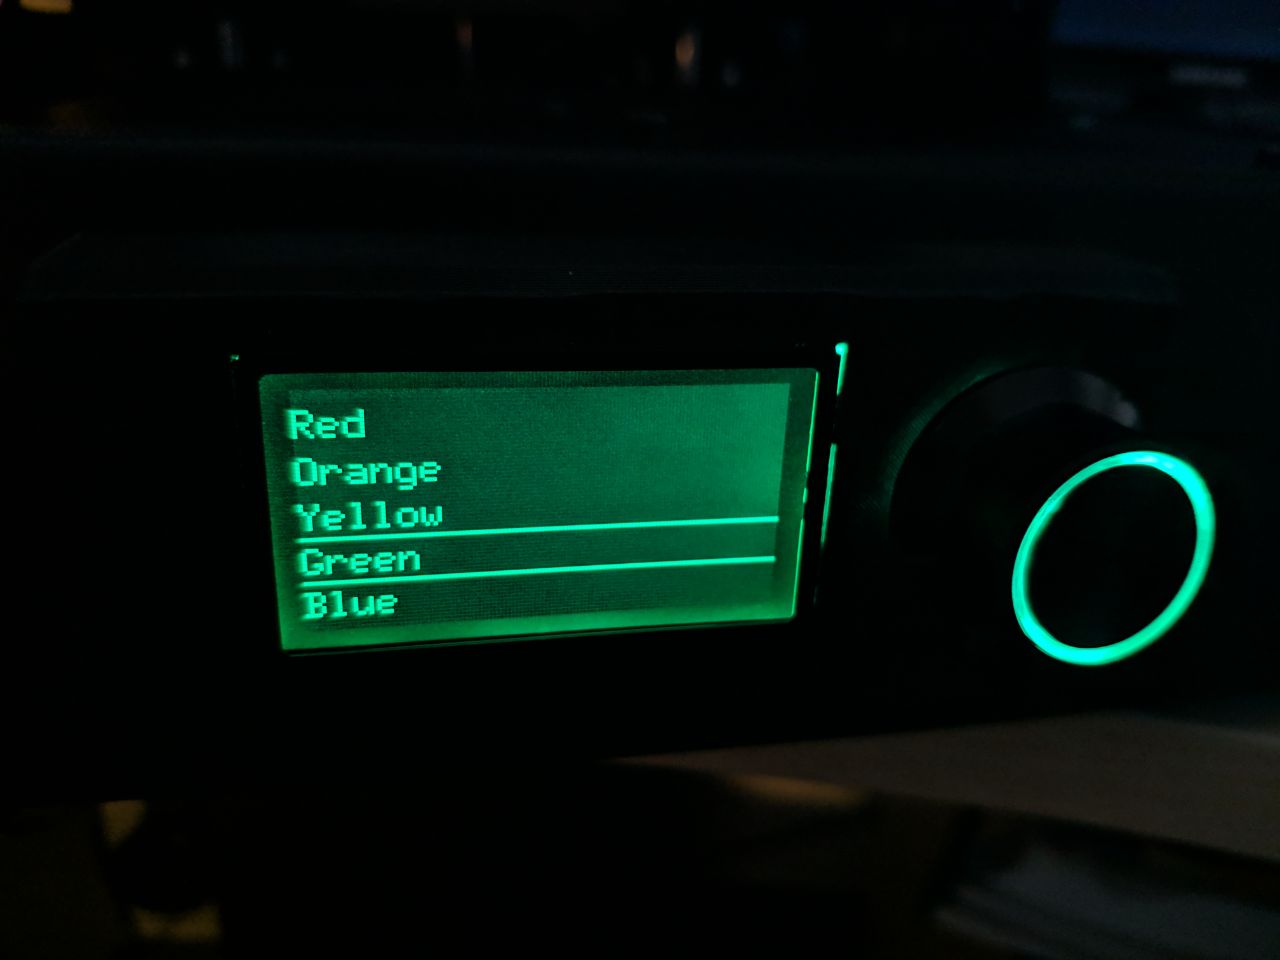 Red
Orange
Yellow
Green
Blue